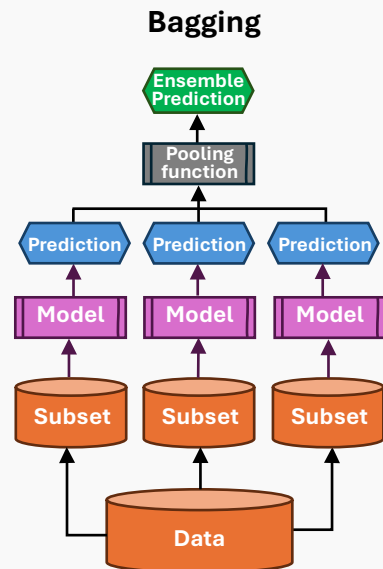 Bagging
Ensemble
Prediction
Pooling
function
Prediction
Prediction
Prediction
Model
Model
Model
Subset
Subset
Subset
Data